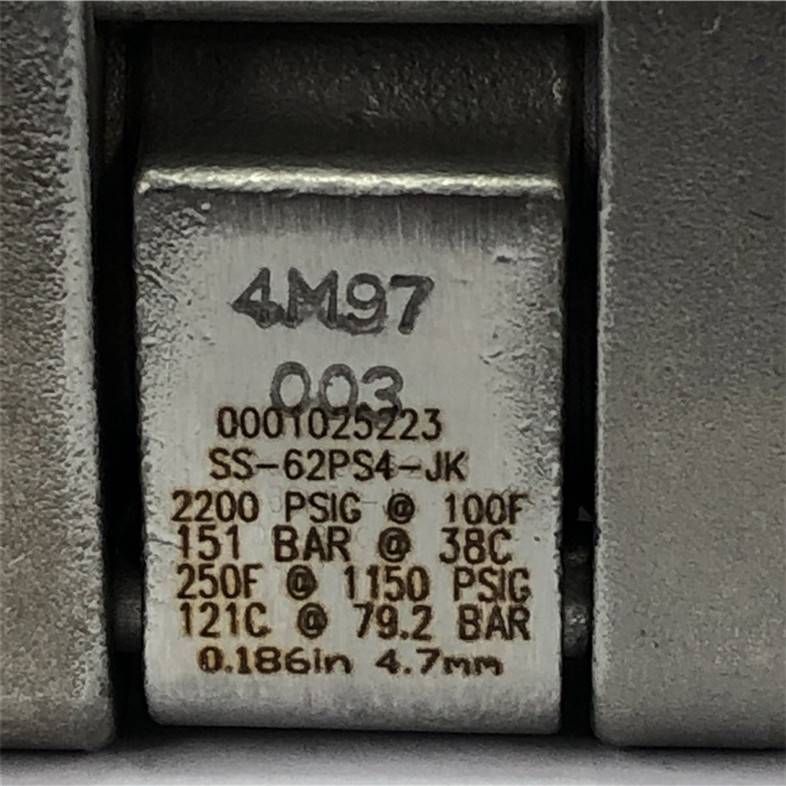 4M97
003
0001025223
SS-62PS4-JK
2200 PSIG @ 100F
151 BAR @ 38C
250F @ 1150 PSIG
121C @ 79.2 BAR
0.186in 4.7mm